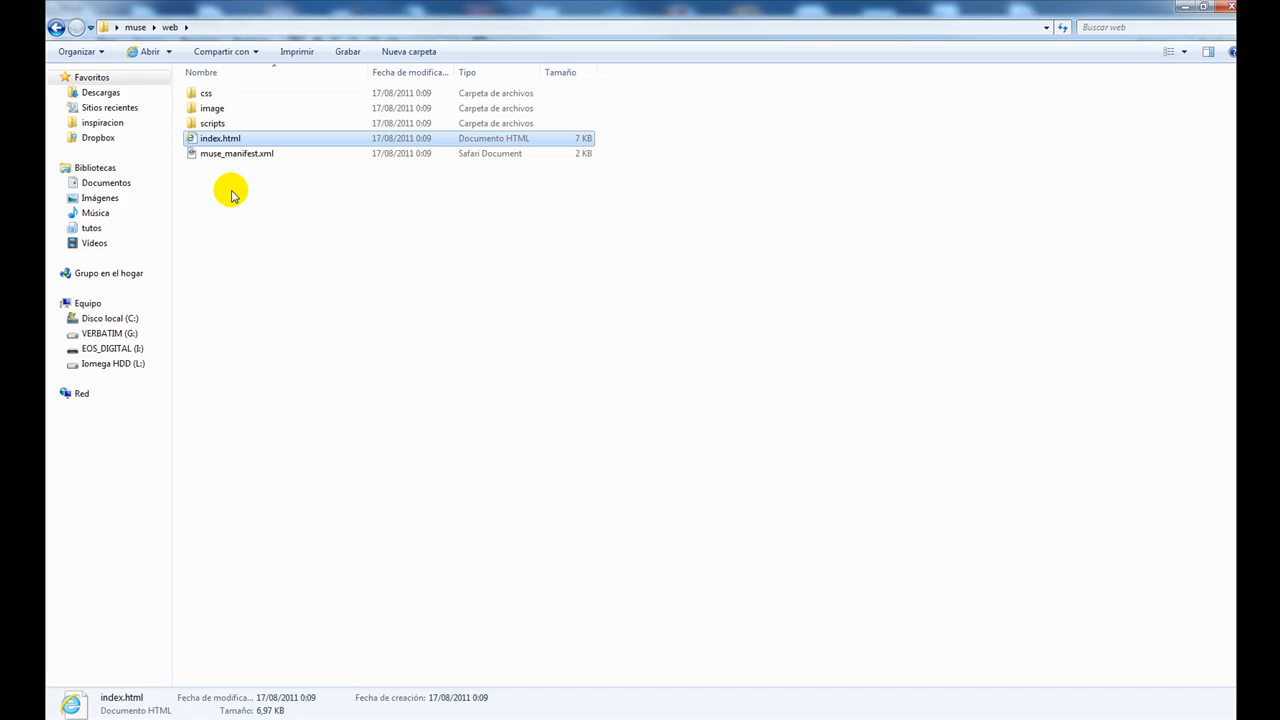 muse web
Buscar web
Organizar Abrir Compartir con Imprimir Grabar Nueva carpeta
Nombre Fecha de modifica... Tipo Tamaño
Favoritos
Descargas
Sitios recientes
inspiracion
Dropbox
Bibliotecas
Documentos
Imágenes
Música
tutos
Vídeos
Grupo en el hogar
Equipo
Disco local (C:)
VERBATIM (G:)
EOS_DIGITAL (I:)
Iomega HDD (L:)
Red
css 17/08/2011 0:09 Carpeta de archivos
image 17/08/2011 0:09 Carpeta de archivos
scripts 17/08/2011 0:09 Carpeta de archivos
index.html 17/08/2011 0:09 Documento HTML 7 KB
muse_manifest.xml 17/08/2011 0:09 Safari Document 2 KB
index.html Fecha de modifica... 17/08/2011 0:09 Fecha de creación: 17/08/2011 0:09
Documento HTML Tamaño: 6,97 KB